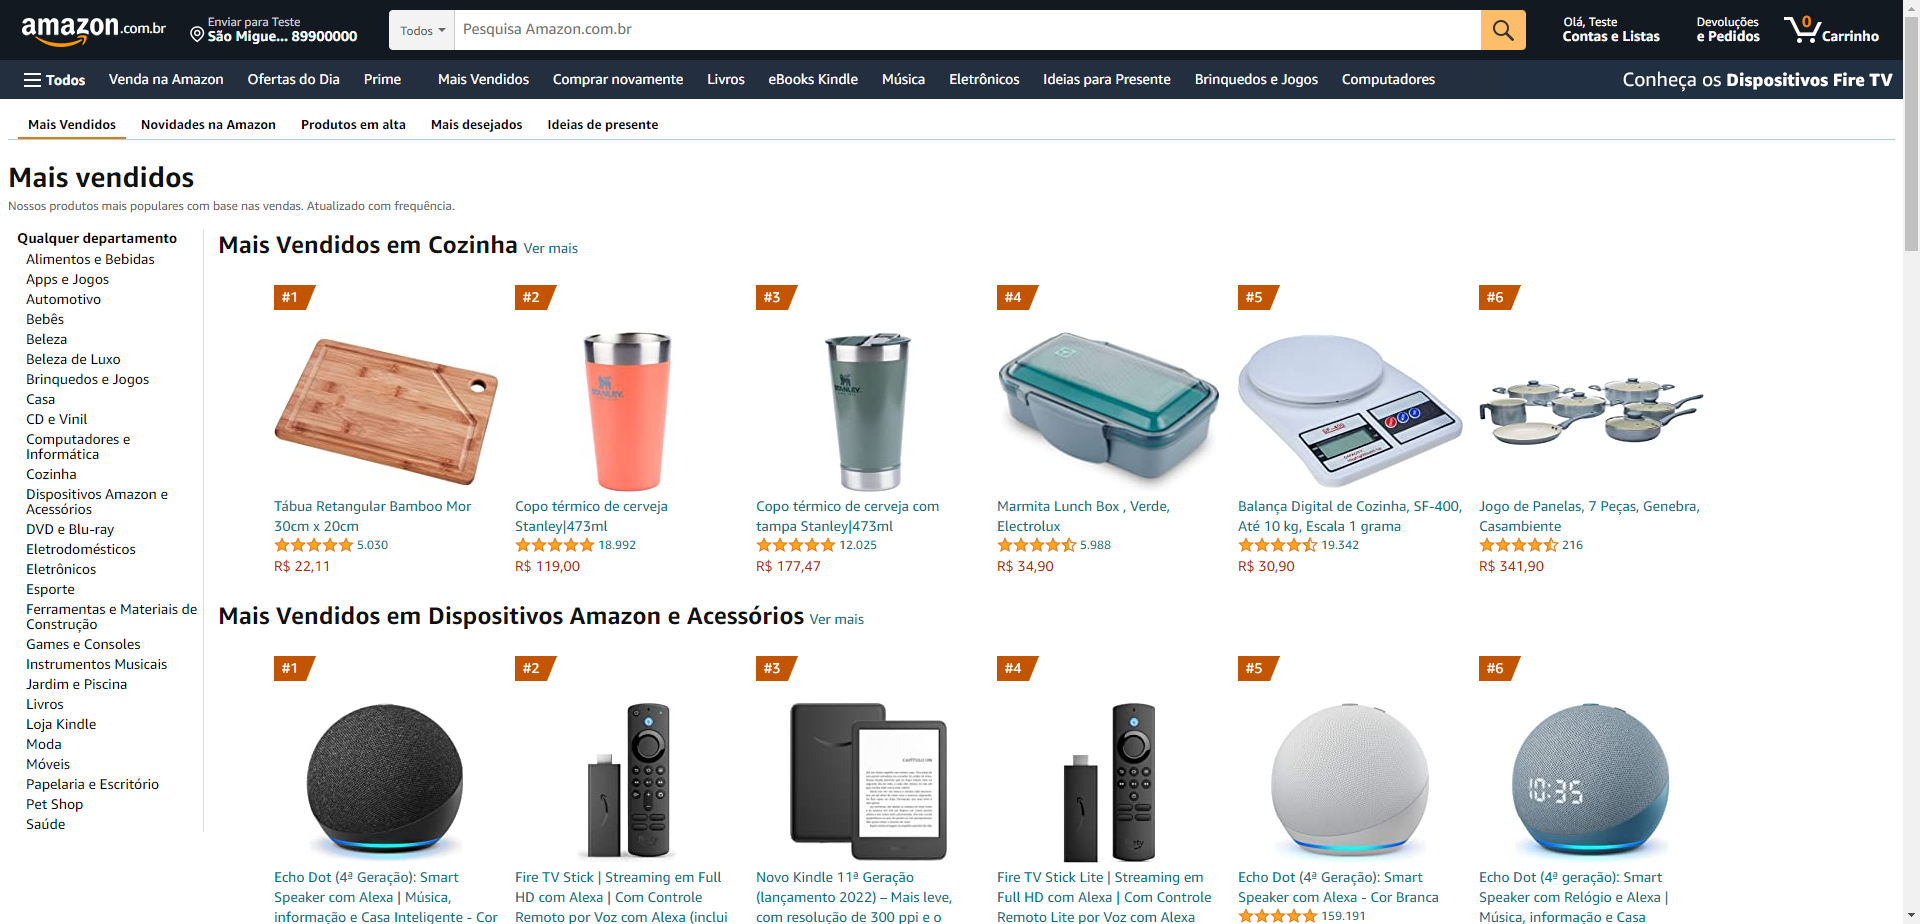 amazon.com.br
Enviar para Teste
São Migue... 89900000
Todos
Pesquisa Amazon.com.br
Olá, Teste
Contas e Listas
Devoluções
e Pedidos
0
Carrinho
Todos
Venda na Amazon
Ofertas do Dia
Prime
Mais Vendidos
Comprar novamente
Livros
eBooks Kindle
Música
Eletrônicos
Ideias para Presente
Brinquedos e Jogos
Computadores
Conheça os Dispositivos Fire TV
Mais Vendidos
Novidades na Amazon
Produtos em alta
Mais desejados
Ideias de presente
Mais vendidos
Nossos produtos mais populares com base nas vendas. Atualizado com frequência.
Qualquer departamento
Alimentos e Bebidas
Apps e Jogos
Automotivo
Bebês
Beleza
Beleza de Luxo
Brinquedos e Jogos
Casa
CD e Vinil
Computadores e
Informática
Cozinha
Dispositivos Amazon e
Acessórios
DVD e Blu-ray
Eletrodomésticos
Eletrônicos
Esporte
Ferramentas e Materiais de
Construção
Games e Consoles
Instrumentos Musicais
Jardim e Piscina
Livros
Loja Kindle
Moda
Móveis
Papelaria e Escritório
Pet Shop
Saúde
Mais Vendidos em Cozinha Ver mais
#1
Tábua Retangular Bamboo Mor
30cm x 20cm
5.030
R$ 22,11
#2
STANLEY
Copo térmico de cerveja
Stanley|473ml
18.992
R$ 119,00
#3
STANLEY
Copo térmico de cerveja com
tampa Stanley|473ml
12.025
R$ 177,47
#4
Marmita Lunch Box , Verde,
Electrolux
5.988
R$ 34,90
#5
SF-400
Balança Digital de Cozinha, SF-400,
Até 10 kg, Escala 1 grama
19.342
R$ 30,90
#6
Jogo de Panelas, 7 Peças, Genebra,
Casambiente
216
R$ 341,90
Mais Vendidos em Dispositivos Amazon e Acessórios Ver mais
#1
Echo Dot (4ª Geração): Smart
Speaker com Alexa | Música,
informação e Casa Inteligente - Cor
#2
Fire TV Stick | Streaming em Full
HD com Alexa | Com Controle
Remoto por Voz com Alexa (inclui
#3
Novo Kindle 11ª Geração
(lançamento 2022) – Mais leve,
com resolução de 300 ppi e o
#4
Fire TV Stick Lite | Streaming em
Full HD com Alexa | Com Controle
Remoto Lite por Voz com Alexa
#5
Echo Dot (4ª Geração): Smart
Speaker com Alexa - Cor Branca
159.191
#6
10:35
Echo Dot (4ª geração): Smart
Speaker com Relógio e Alexa |
Música, informação e Casa